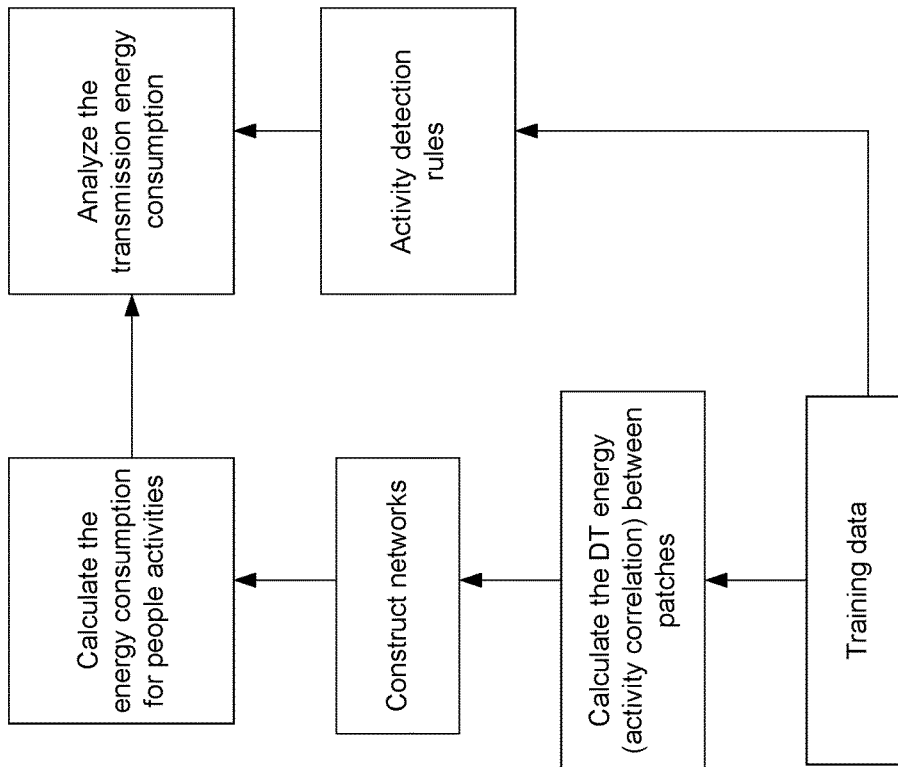 Training data
Calculate the DT energy
(activity correlation) between
patches
Construct networks
Calculate the
energy consumption
for people activities
Activity detection
rules
Analyze the
transmission energy
consumption